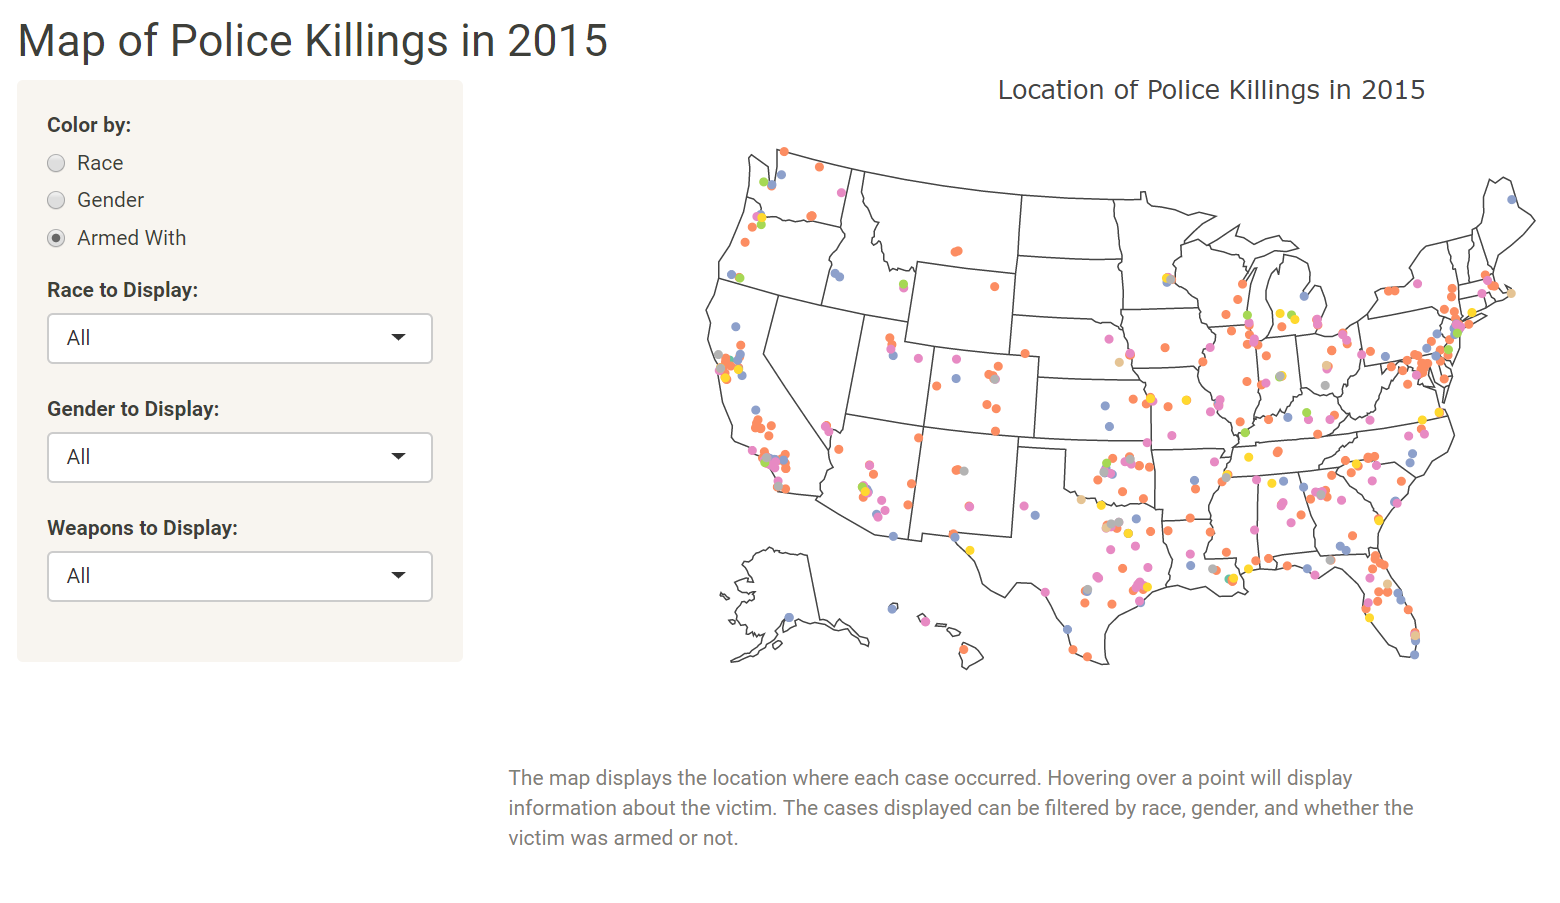 Map of Police Killings in 2015
Color by:
Race
Gender
Armed With
Race to Display:
All
Gender to Display:
All
Weapons to Display:
All
Location of Police Killings in 2015
The map displays the location where each case occurred. Hovering over a point will display
information about the victim. The cases displayed can be filtered by race, gender, and whether the
victim was armed or not.